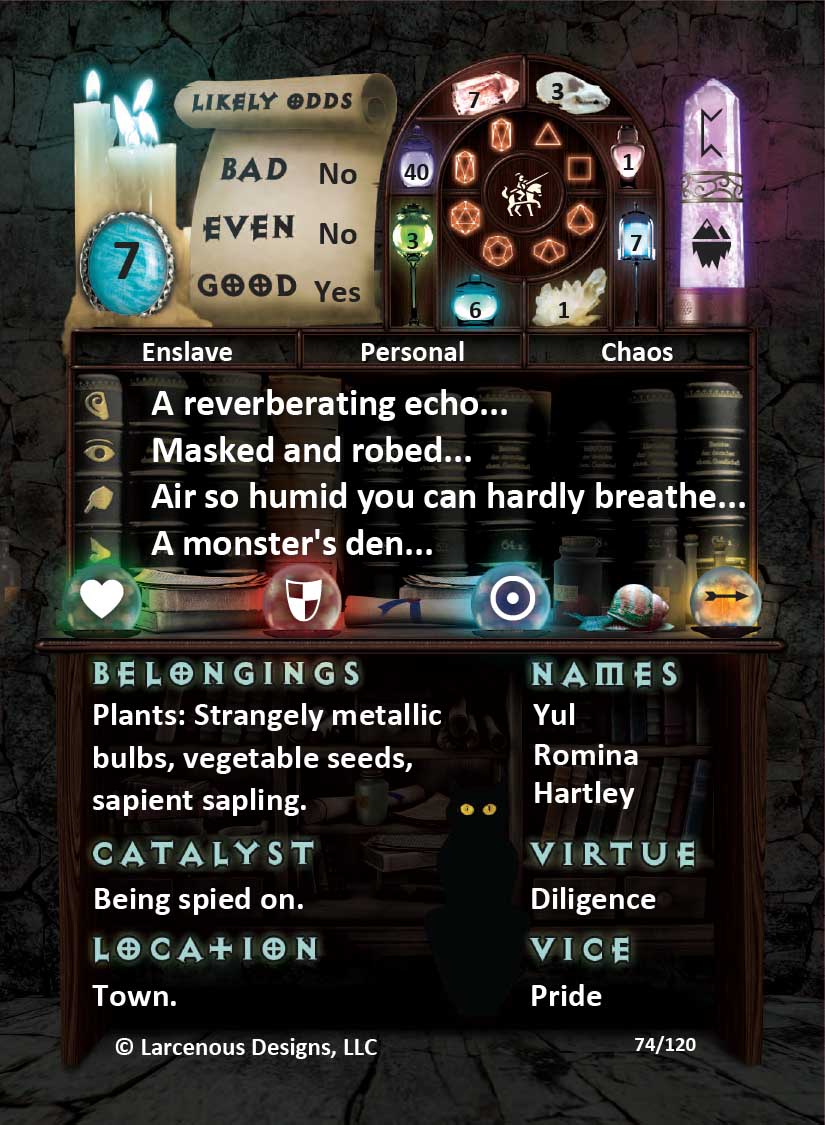 LIKELY ODDS
BAD No
EVEN No
GOOD Yes
7
7
3
40
1
3
7
6
1
Enslave Personal Chaos
A reverberating echo...
Masked and robed...
Air so humid you can hardly breathe...
A monster's den...
BELONGINGS
Plants: Strangely metallic
bulbs, vegetable seeds,
sapient sapling.
NAMES
Yul
Romina
Hartley
CATALYST
Being spied on.
VIRTUE
Diligence
LOCATION
Town.
VICE
Pride
© Larcenous Designs, LLC
74/120